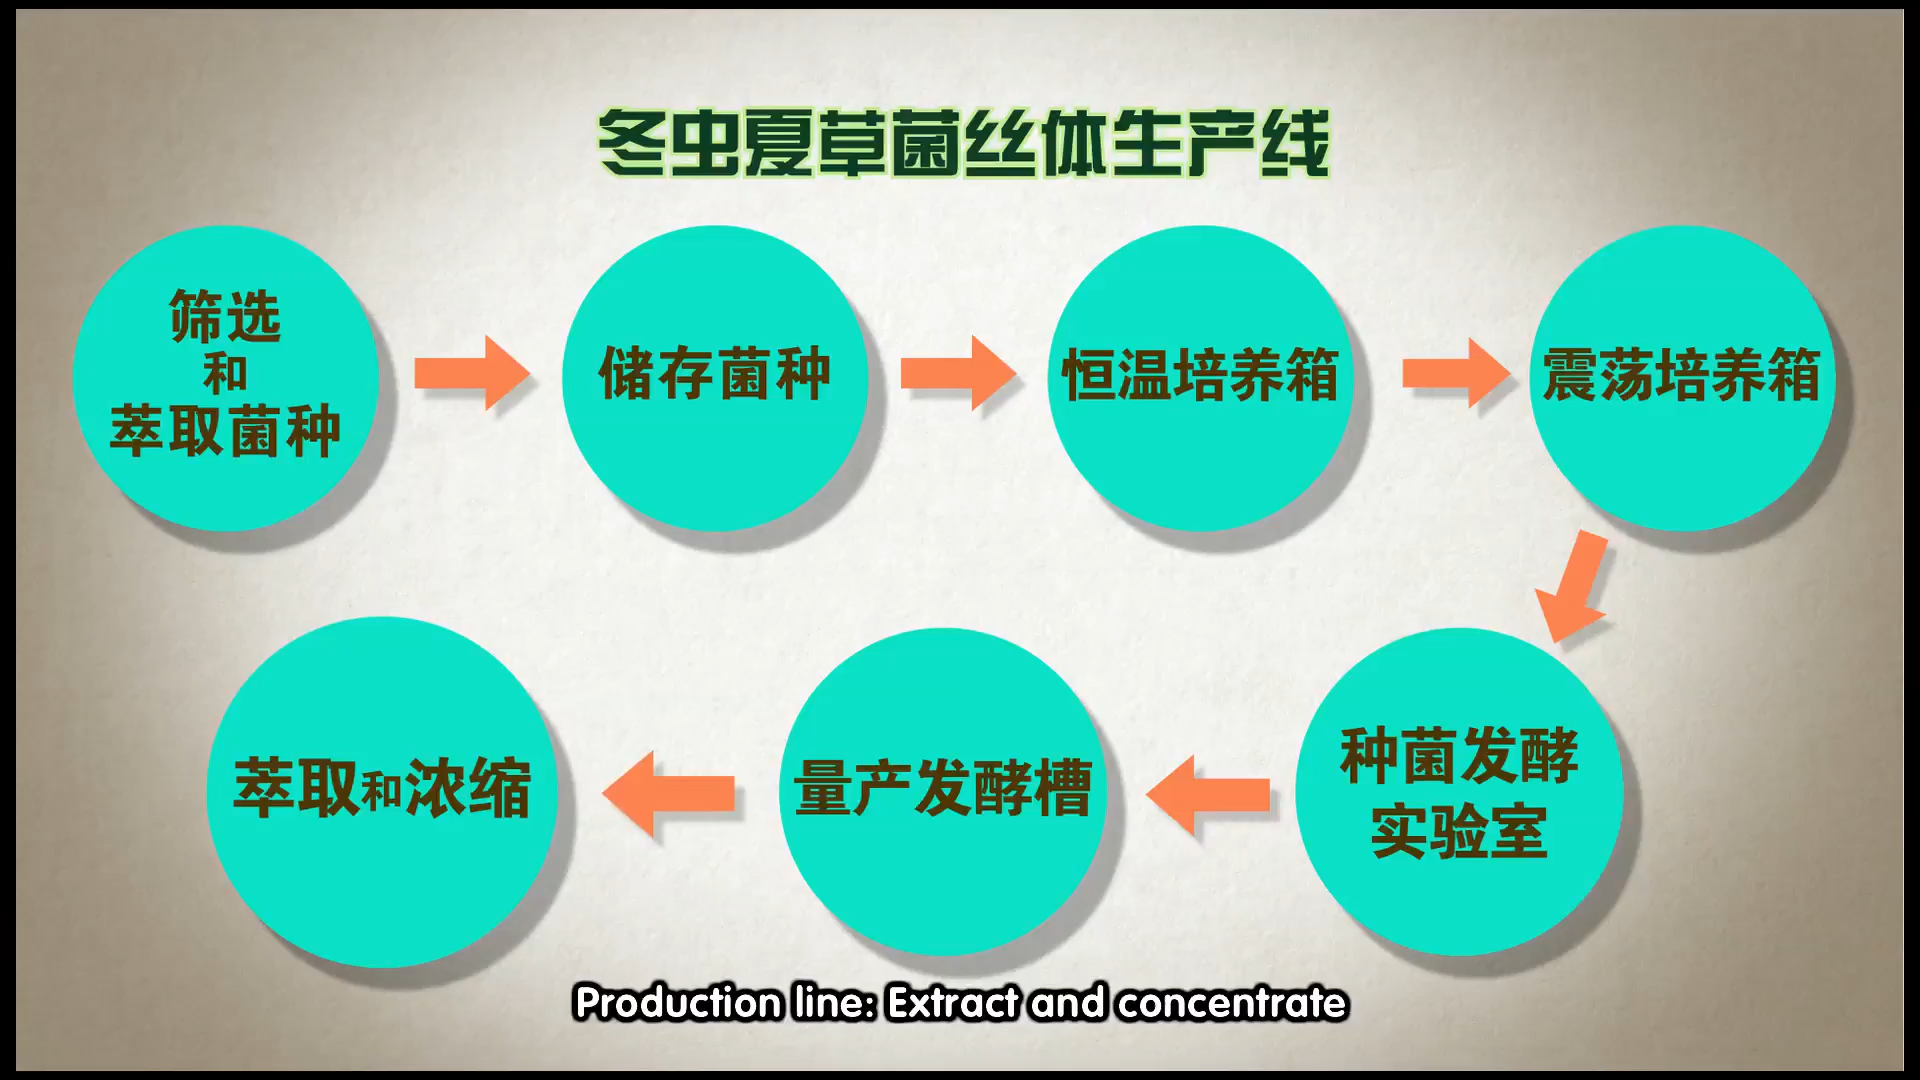 冬虫夏草菌丝体生产线
筛选
和
萃取菌种
储存菌种
恒温培养箱
震荡培养箱
种菌发酵
实验室
量产发酵槽
萃取和浓缩
Production line: Extract and concentrate